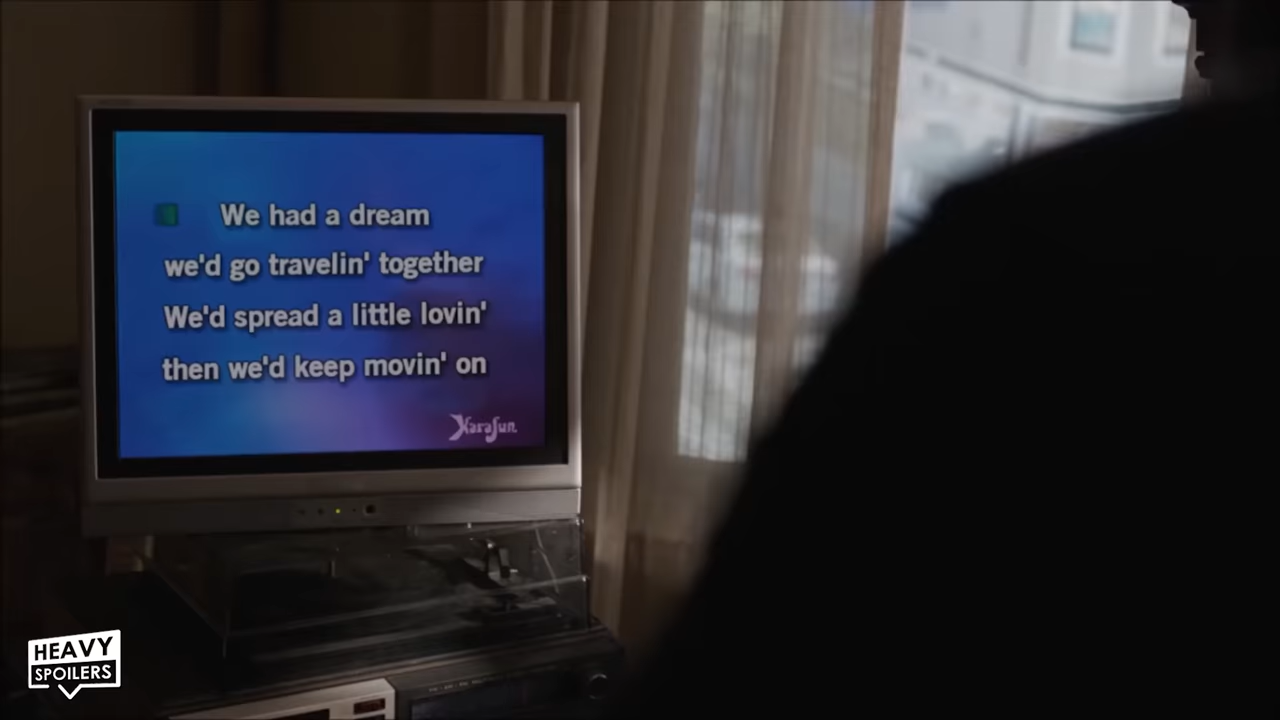 We had a dream
we'd go travelin' together
We'd spread a little lovin'
then we'd keep movin' on
KaraFun
HEAVY
SPOILERS